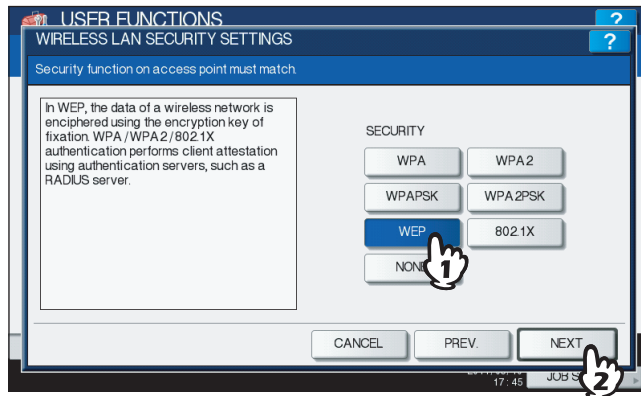 USER FUNCTIONS
?
WIRELESS LAN SECURITY SETTINGS
?
Security function on access point must match.
In WEP, the data of a wireless network is
enciphered using the encryption key of
fixation. WPA/WPA2/802.1X
authentication performs client attestation
using authentication servers, such as a
RADIUS server.
SECURITY
WPA
WPA2
WPAPSK
WPA2PSK
WEP
802.1X
1
CANCEL
PREV.
NEXT
17:45
JOB
2